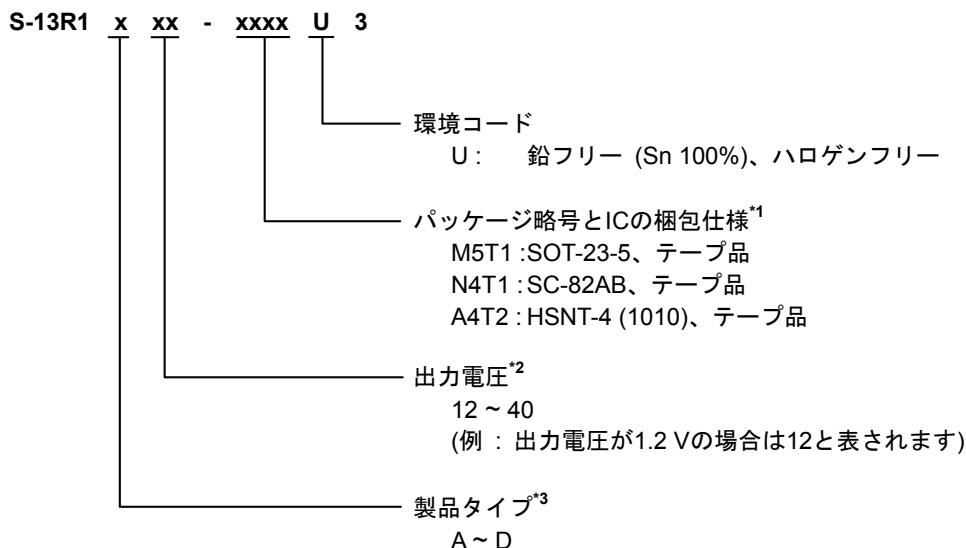 S-13R1 x xx - xxxx U 3
環境コード
U : 鉛フリー (Sn 100%)、ハロゲンフリー
パッケージ略号とICの梱包仕様*1
M5T1 : SOT-23-5、テープ品
N4T1 : SC-82AB、テープ品
A4T2 : HSNT-4 (1010)、テープ品
出力電圧*2
12 ~ 40
(例 : 出力電圧が1.2 Vの場合は12と表されます)
製品タイプ*3
A ~ D